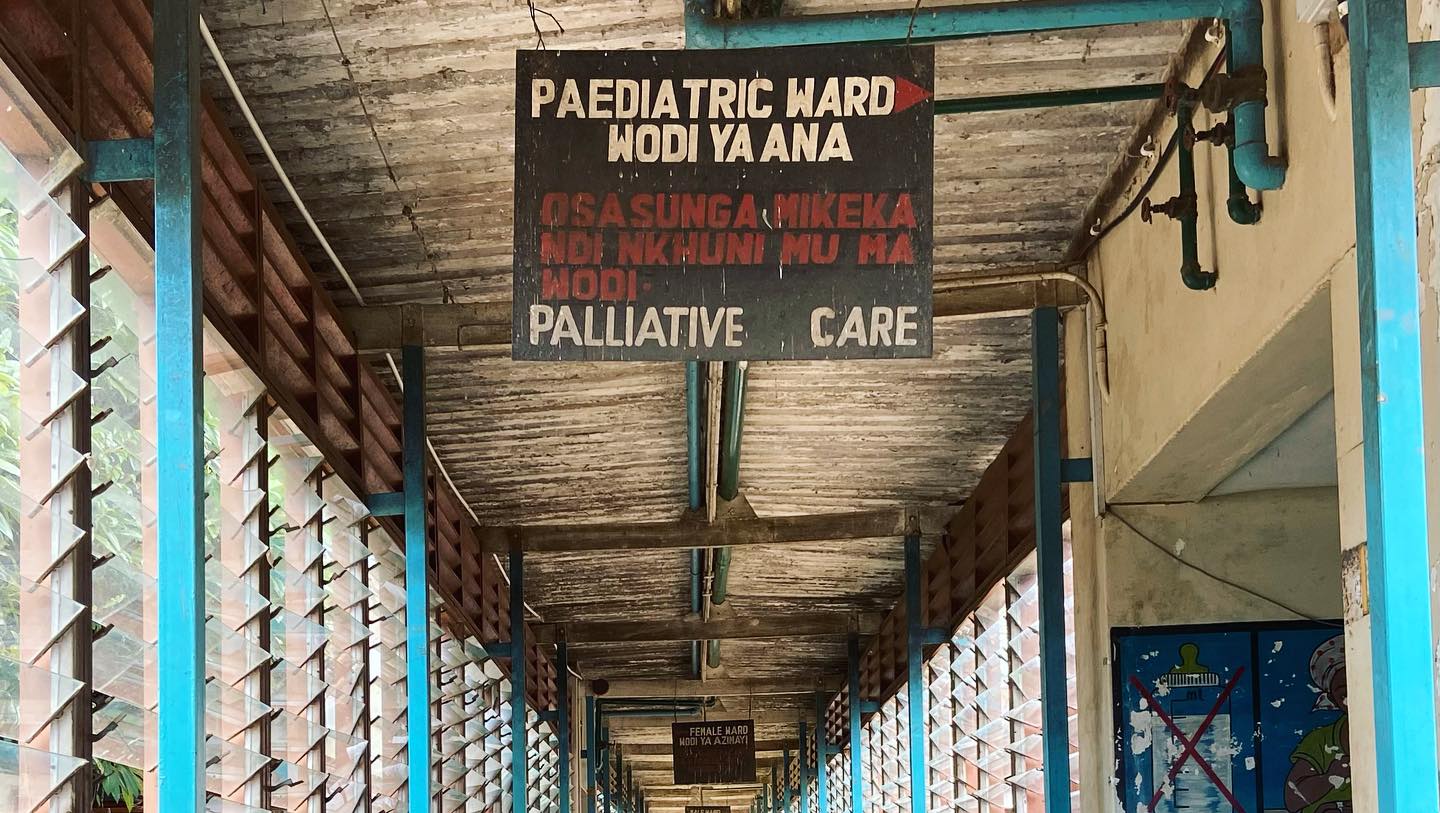 PAEDIATRIC WARD
WODI YA ANA
OSASUNGA MIKEKA
NDI NKHUNI MU MA
WODI.
PALLIATIVE CARE
FEMALE WARD
WODI YA AZIMAYI